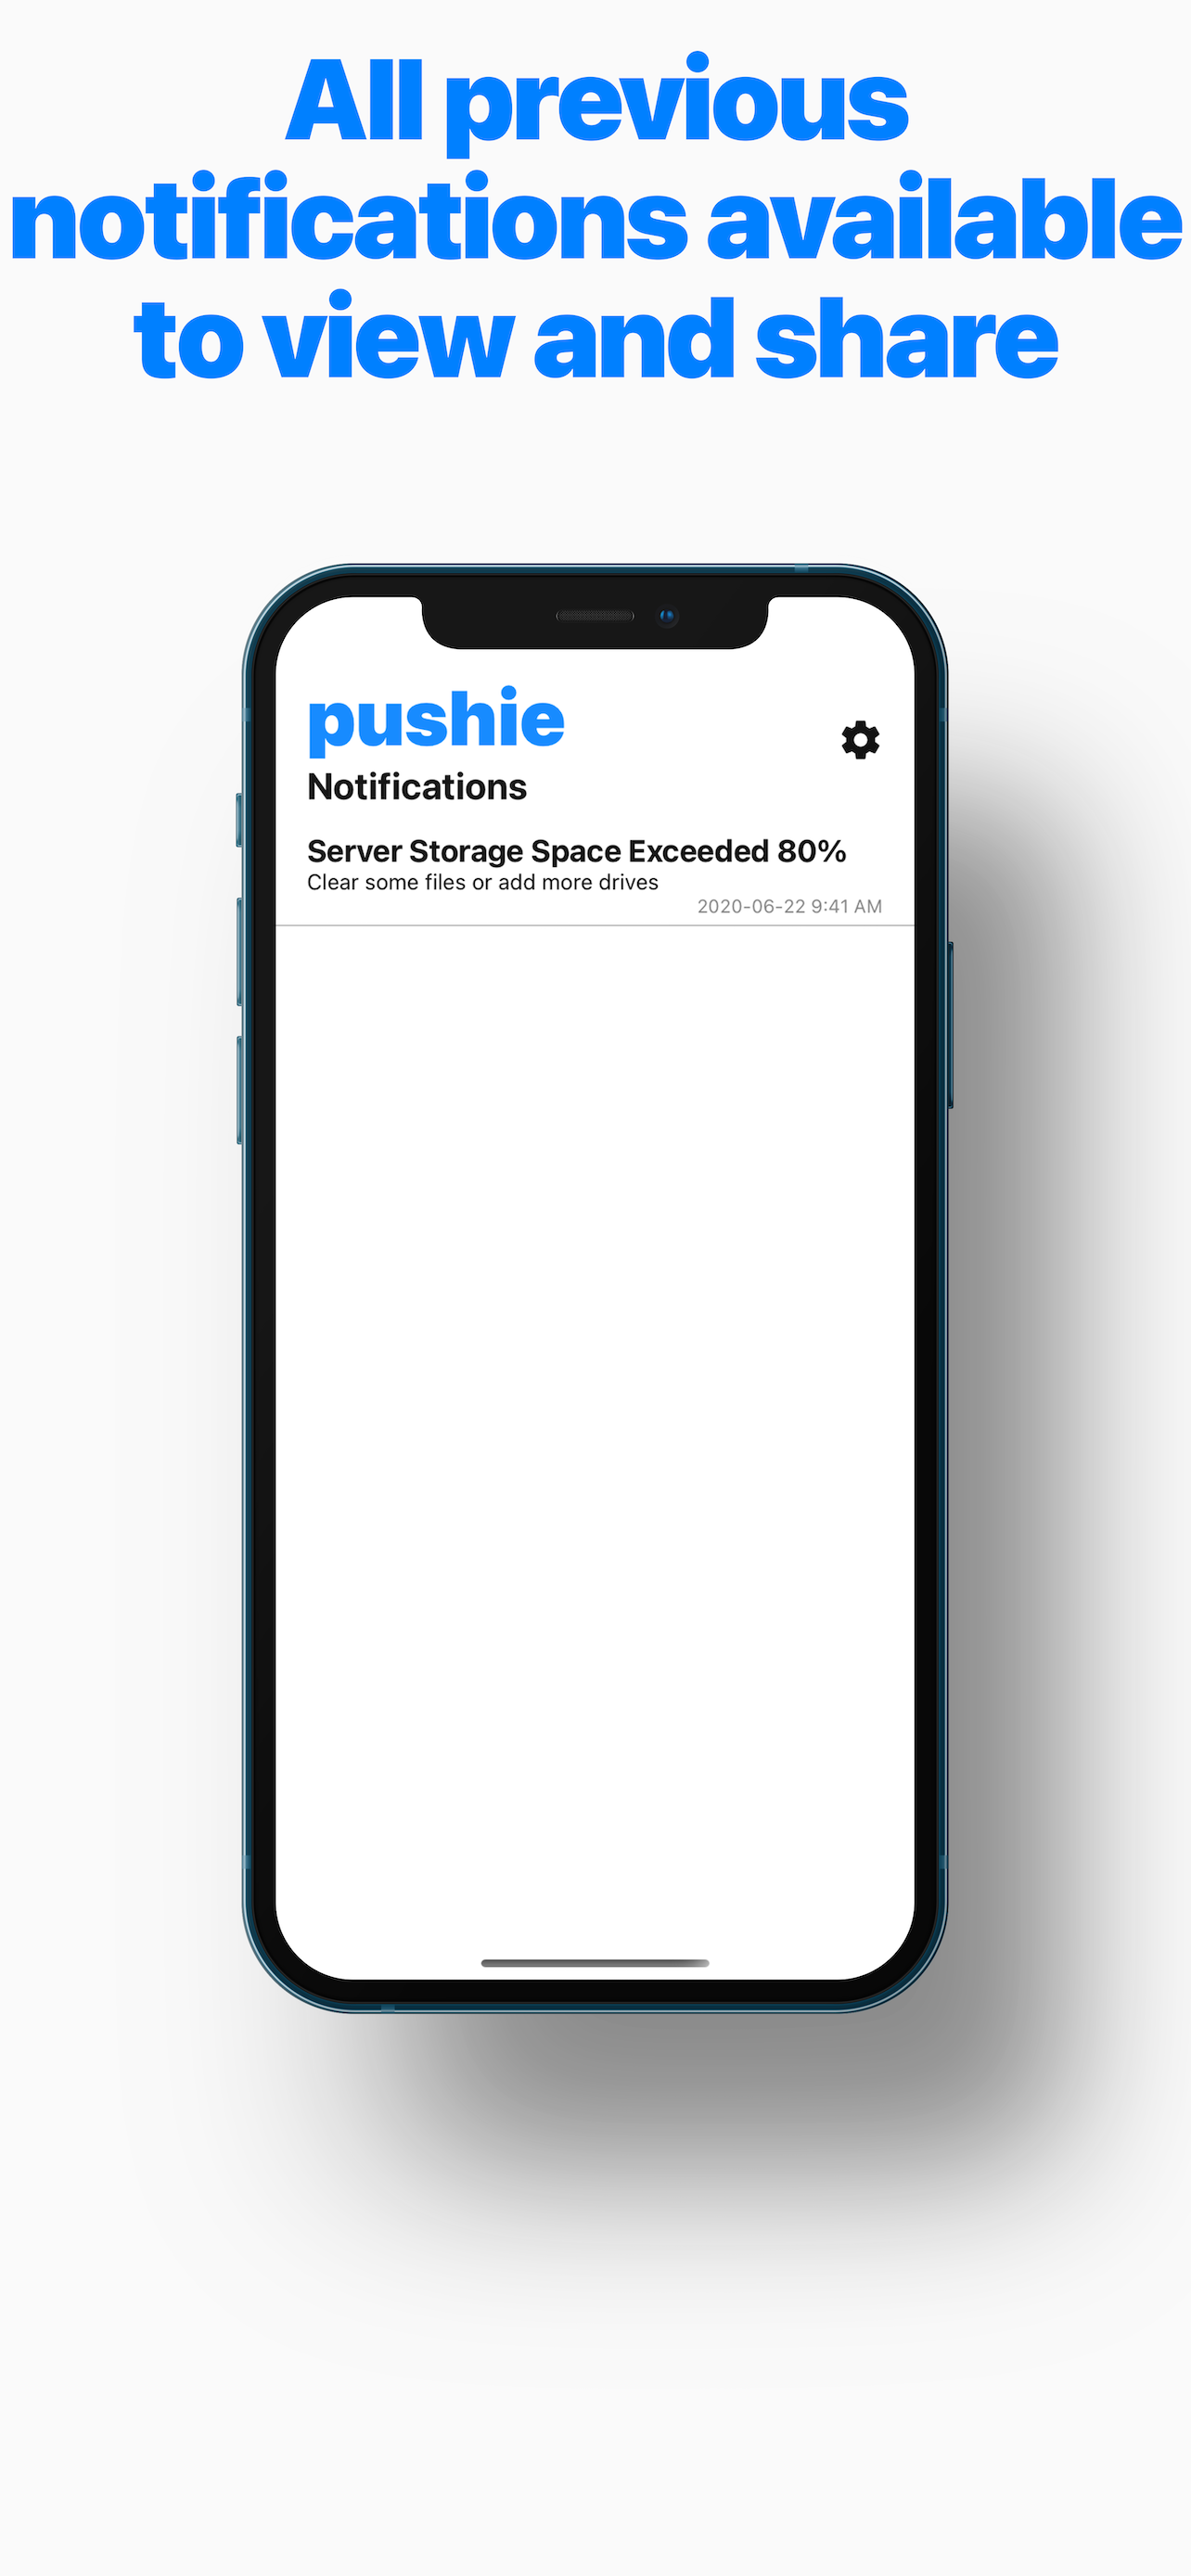 All previous
notifications available
to view and share
pushie
Notifications
Server Storage Space Exceeded 80%
Clear some files or add more drives
2020-06-22 9:41 AM